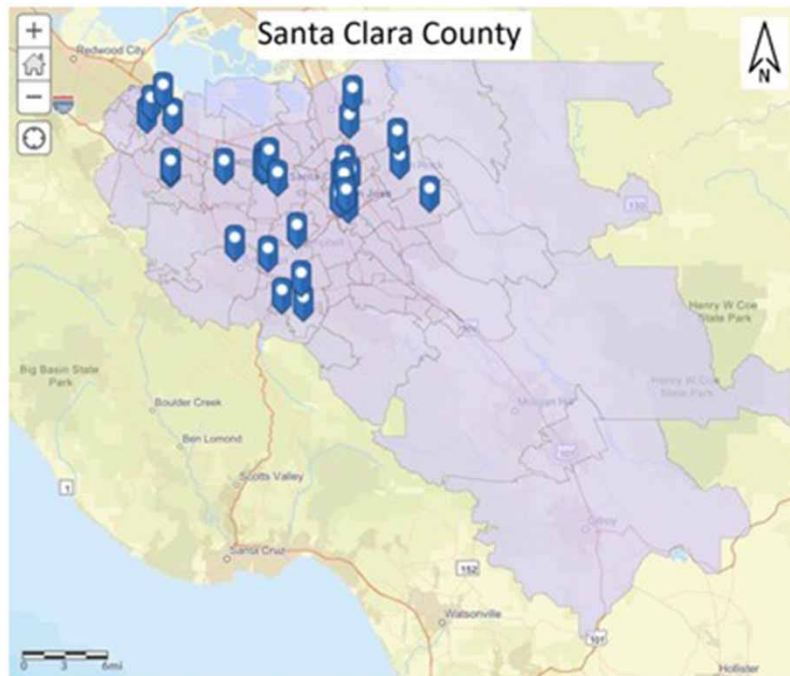 Santa Clara County
N
+
−
Redwood City
Santa
130
Henry W Coe
State Park
Henry W Coe
State Park
Big Basin State
Park
Boulder Creek
Morgan Hill
Ben Lomond
101
1
Scotts Valley
Gilroy
Santa Cruz
152
Watsonville
101
0 3 6mi
Hollister